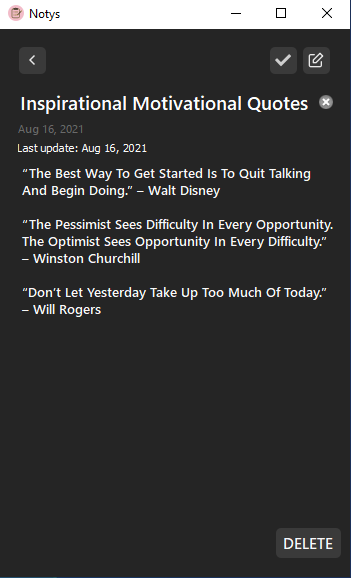 Notys
Inspirational Motivational Quotes
Aug 16, 2021
Last update: Aug 16, 2021
“The Best Way To Get Started Is To Quit Talking
And Begin Doing.” – Walt Disney
“The Pessimist Sees Difficulty In Every Opportunity.
The Optimist Sees Opportunity In Every Difficulty.”
– Winston Churchill
“Don’t Let Yesterday Take Up Too Much Of Today.”
– Will Rogers
DELETE